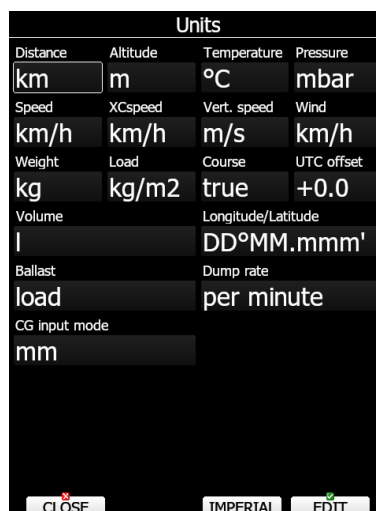 Units
Distance Altitude Temperature Pressure
km m °C mbar
Speed XCspeed Vert. speed Wind
km/h km/h m/s km/h
Weight Load Course UTC offset
kg kg/m2 true +0.0
Volume Longitude/Latitude
l DD°MM.mmm'
Ballast Dump rate
load per minute
CG input mode
mm
CLOSE IMPERIAL EDIT